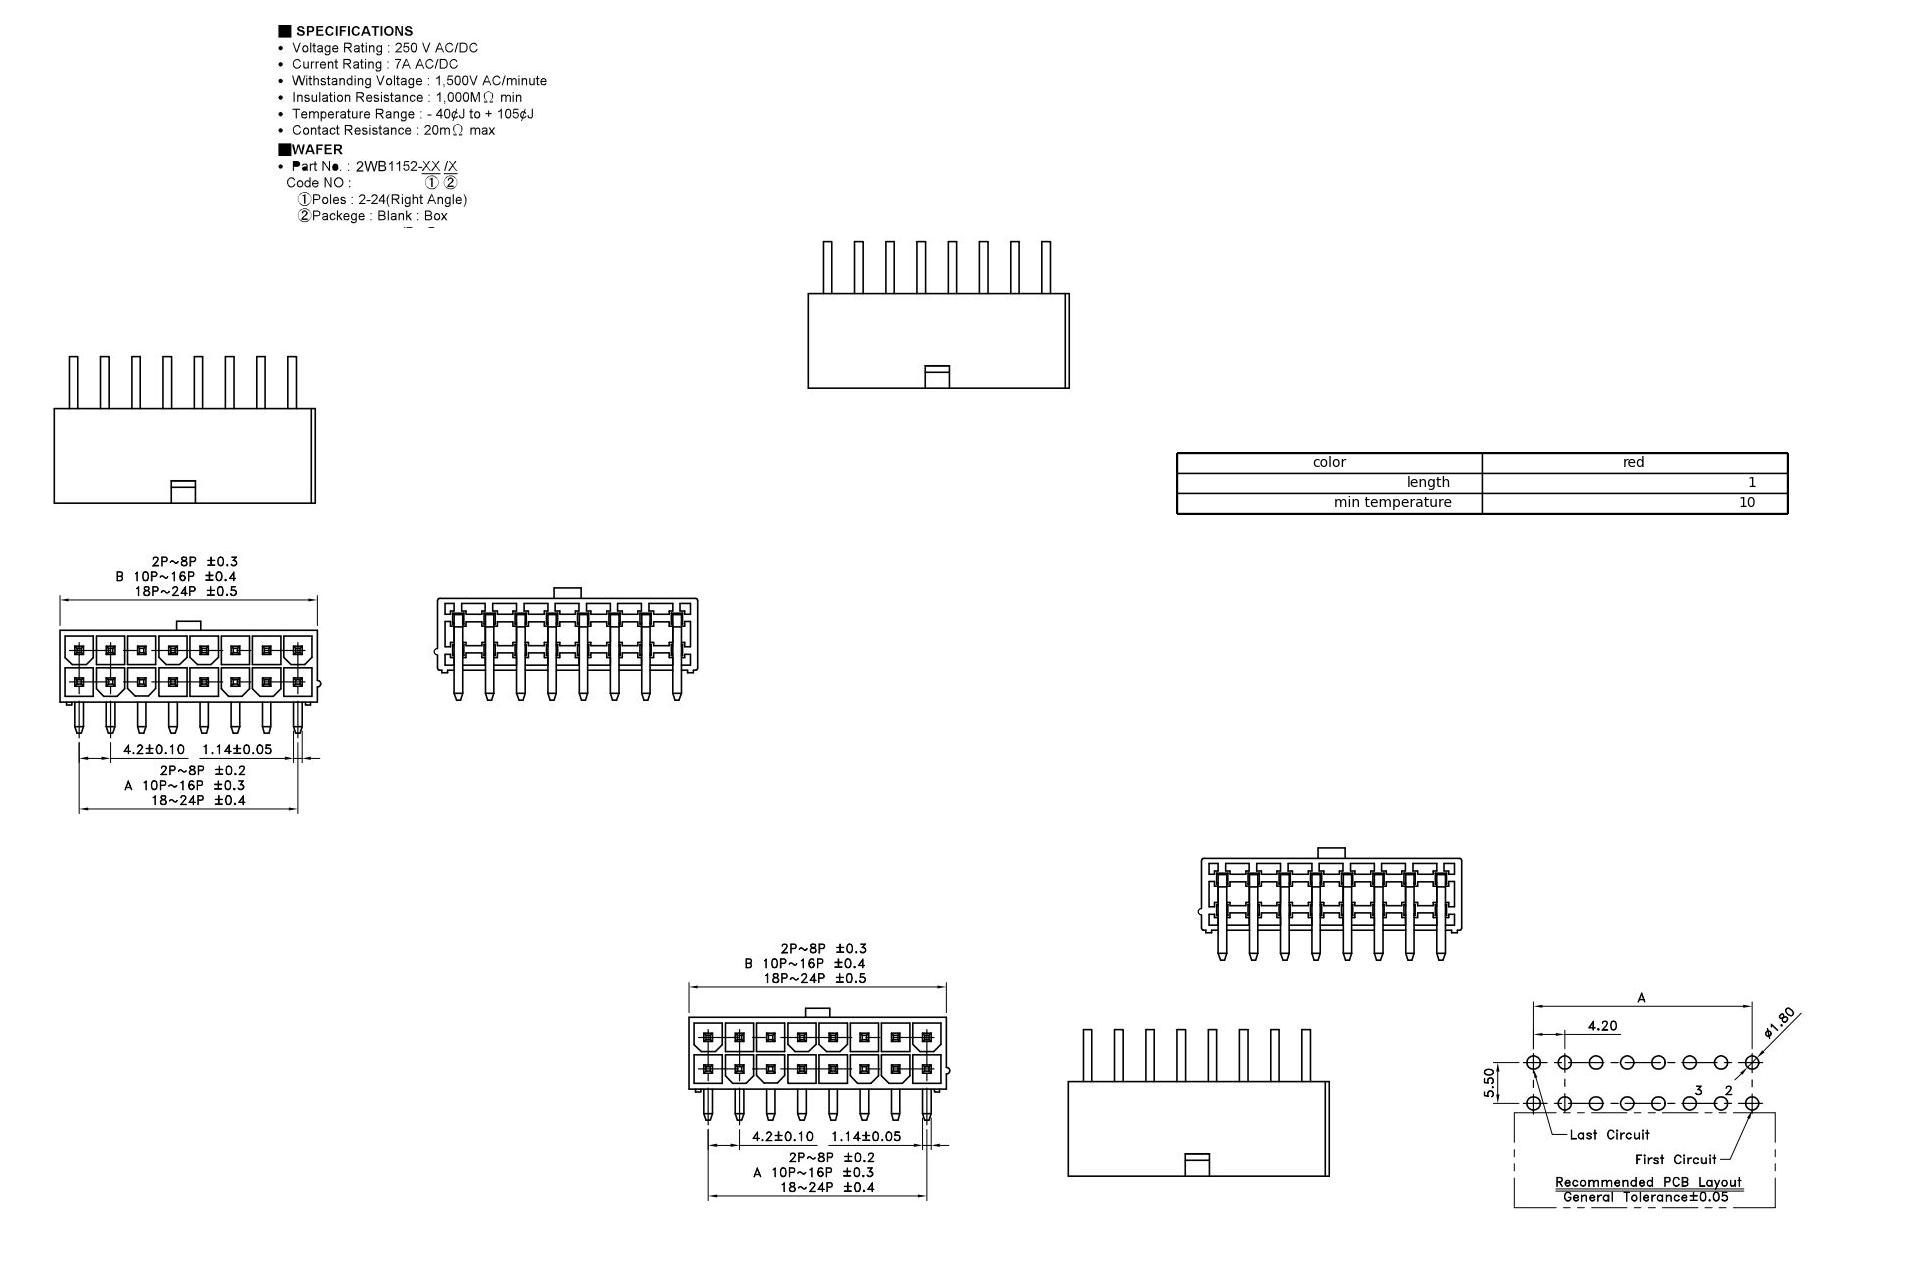 ■ SPECIFICATIONS
• Voltage Rating : 250 V AC/DC
• Current Rating : 7A AC/DC
• Withstanding Voltage : 1,500V AC/minute
• Insulation Resistance : 1,000MΩ min
• Temperature Range : - 40¢J to + 105¢J
• Contact Resistance : 20mΩ max
■WAFER
• Part No. : 2WB1152-XX /X
Code NO : ① ②
①Poles : 2-24(Right Angle)
②Packege : Blank : Box
color red
length 1
min temperature 10
2P~8P ±0.3
B 10P~16P ±0.4
18P~24P ±0.5
4.2±0.10 1.14±0.05
2P~8P ±0.2
A 10P~16P ±0.3
18~24P ±0.4
2P~8P ±0.3
B 10P~16P ±0.4
18P~24P ±0.5
4.2±0.10 1.14±0.05
2P~8P ±0.2
A 10P~16P ±0.3
18~24P ±0.4
A
4.20
ø1.80
5.50
3 2
Last Circuit
First Circuit
Recommended PCB Layout
General Tolerance±0.05